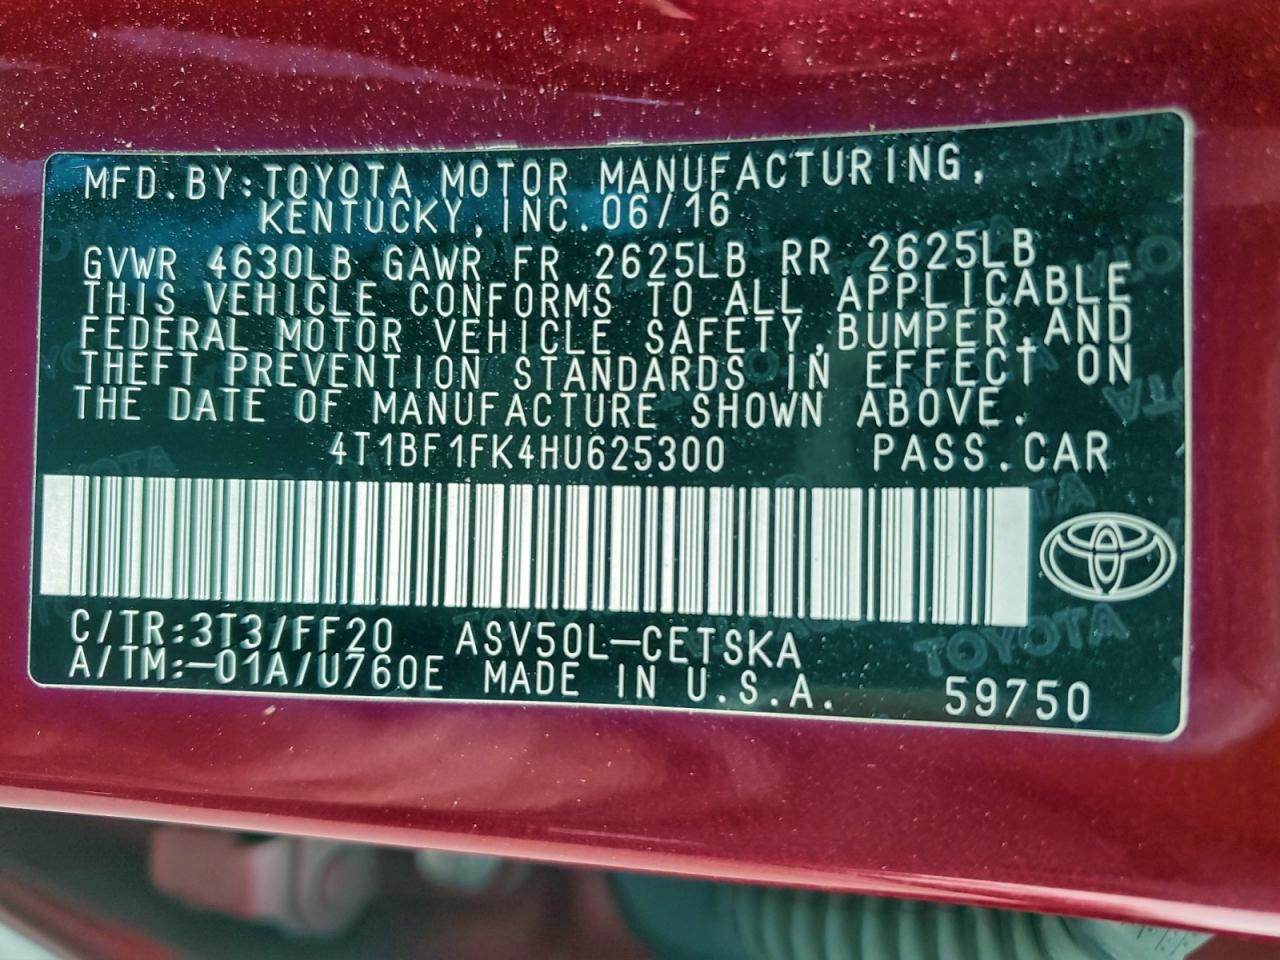 MFD.BY:TOYOTA MOTOR MANUFACTURING,
KENTUCKY,INC.06/16
GVWR 4630LB GAWR FR 2625LB RR 2625LB
THIS VEHICLE CONFORMS TO ALL APPLICABLE
FEDERAL MOTOR VEHICLE SAFETY,BUMPER,AND
THEFT PREVENTION STANDARDS IN EFFECT ON
THE DATE OF MANUFACTURE SHOWN ABOVE.
4T1BF1FK4HU625300 PASS.CAR
C/TR:3T3/FF20 ASV50L-CETSKA
A/TM:-01A/U760E MADE IN U.S.A. 59750
TOYOTA